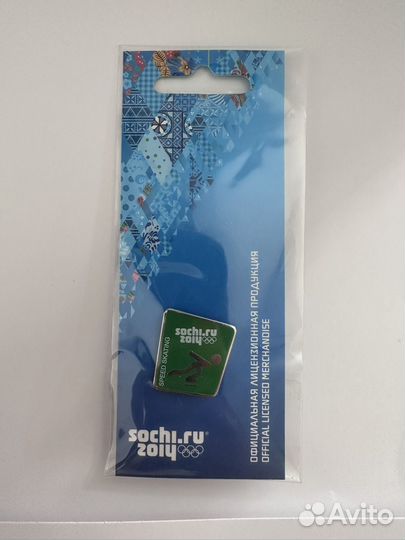 sochi.ru
2014
SPEED SKATING
sochi.ru
2014
ОФИЦИАЛЬНАЯ ЛИЦЕНЗИОННАЯ ПРОДУКЦИЯ
OFFICIAL LICENSED MERCHANDISE
Avito